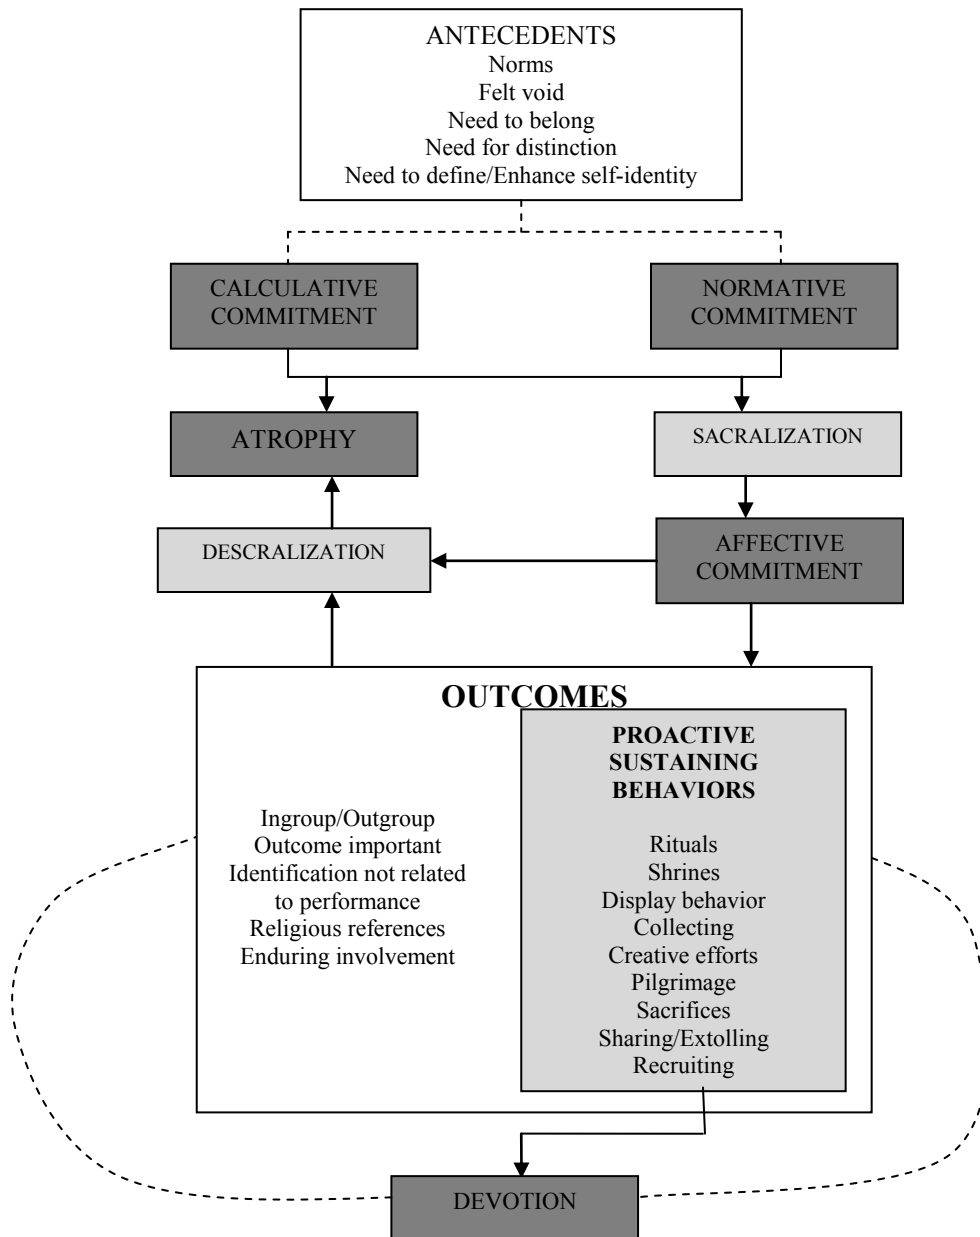 ANTECEDENTS
Norms
Felt void
Need to belong
Need for distinction
Need to define/Enhance self-identity
CALCULATIVE
COMMITMENT
NORMATIVE
COMMITMENT
ATROPHY
SACRALIZATION
DESCRALIZATION
AFFECTIVE
COMMITMENT
OUTCOMES
Ingroup/Outgroup
Outcome important
Identification not related
to performance
Religious references
Enduring involvement
PROACTIVE
SUSTAINING
BEHAVIORS
Rituals
Shrines
Display behavior
Collecting
Creative efforts
Pilgrimage
Sacrifices
Sharing/Extolling
Recruiting
DEVOTION